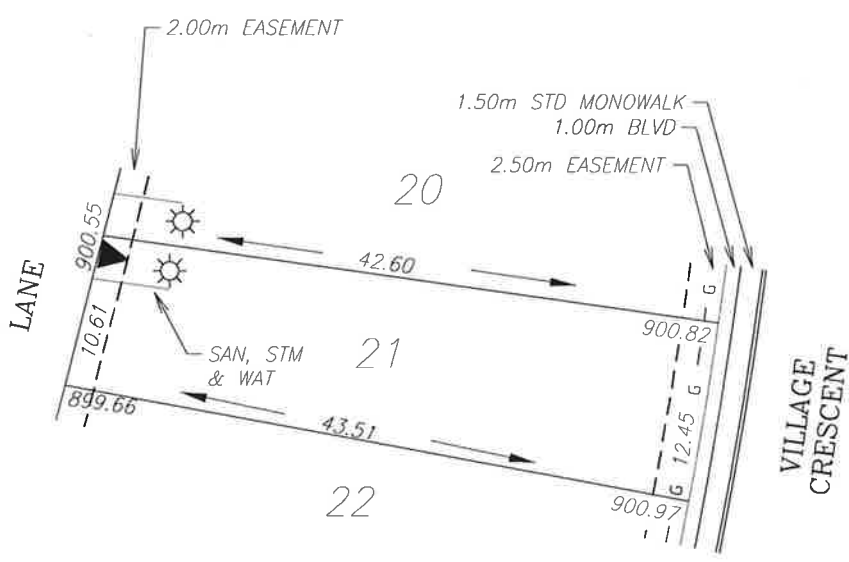 2.00m EASEMENT
1.50m STD MONOWALK
1.00m BLVD
2.50m EASEMENT
20
900.55
LANE
42.60
G
900.82
10.61
SAN, STM
& WAT
21
G
VILLAGE
CRESCENT
899.66
43.51
12.45
G
900.97
22